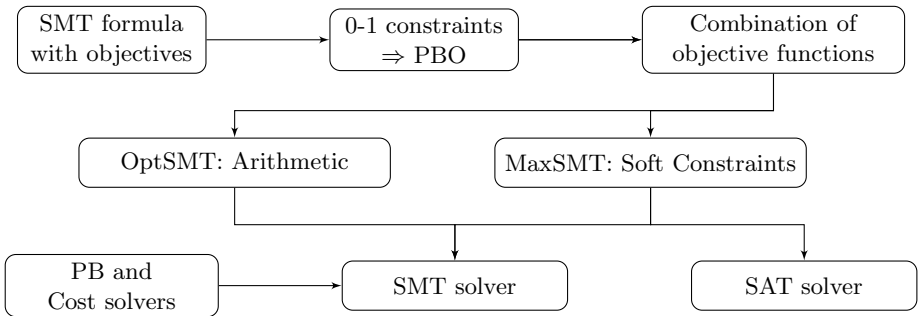 SMT formula
with objectives
0-1 constraints
⇒ PBO
Combination of
objective functions
OptSMT: Arithmetic
MaxSMT: Soft Constraints
PB and
Cost solvers
SMT solver
SAT solver